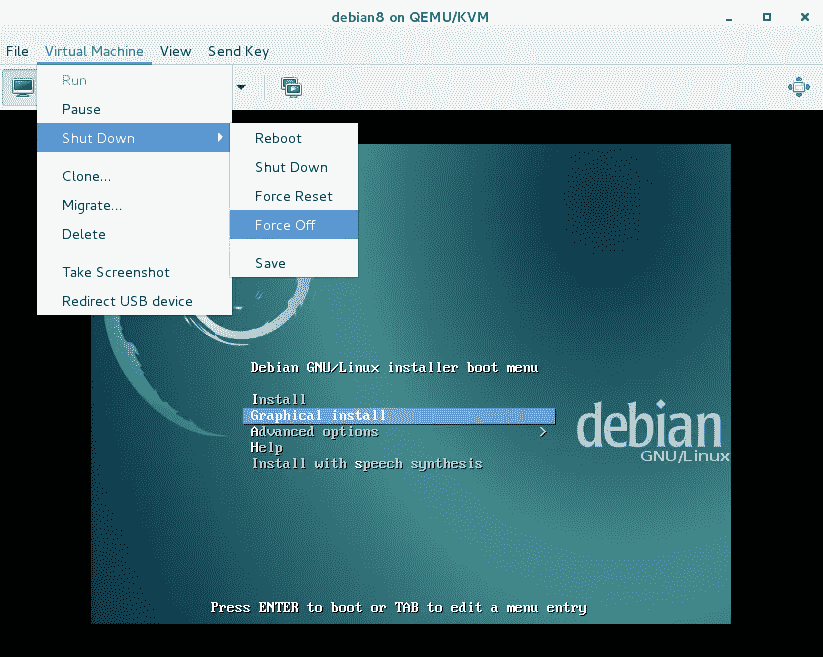 debian8 on QEMU/KVM
File Virtual Machine View Send Key
Run
Pause
Shut Down
Clone...
Migrate...
Delete
Take Screenshot
Redirect USB device
Reboot
Shut Down
Force Reset
Force Off
Save
Debian GNU/Linux installer boot menu
Install
Graphical install
Advanced options >
Help
Install with speech synthesis
debian
GNU/Linux
Press ENTER to boot or TAB to edit a menu entry